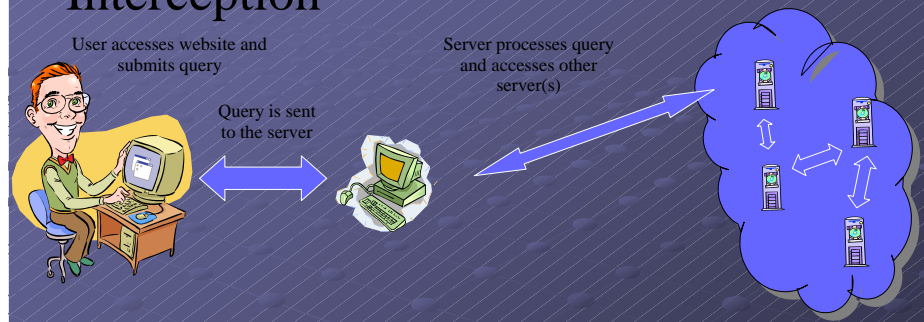 Interception
User accesses website and
submits query
Server processes query
and accesses other
server(s)
Query is sent
to the server